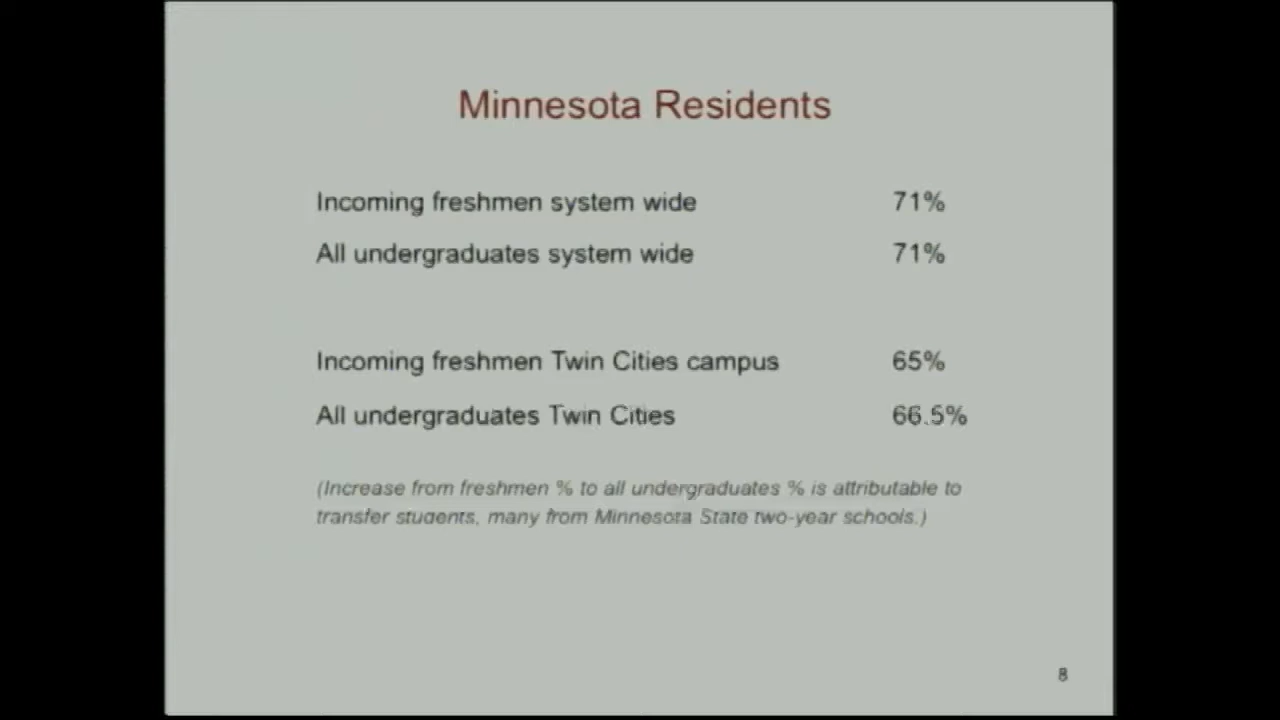 Minnesota Residents
Incoming freshmen system wide 71%
All undergraduates system wide 71%
Incoming freshmen Twin Cities campus 65%
All undergraduates Twin Cities 66.5%
(Increase from freshmen % to all undergraduates % is attributable to
transfer students, many from Minnesota State two-year schools.)
8